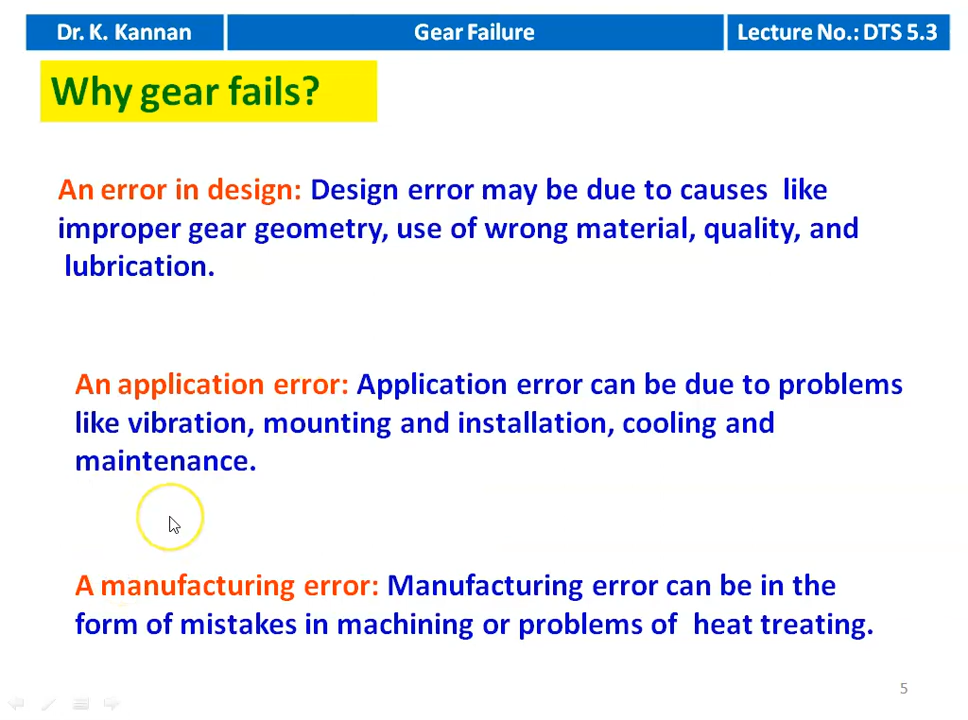 Dr. K. Kannan
Gear Failure
Lecture No.: DTS 5.3
Why gear fails?
An error in design: Design error may be due to causes like
improper gear geometry, use of wrong material, quality, and
lubrication.
An application error: Application error can be due to problems
like vibration, mounting and installation, cooling and
maintenance.
A manufacturing error: Manufacturing error can be in the
form of mistakes in machining or problems of heat treating.
5